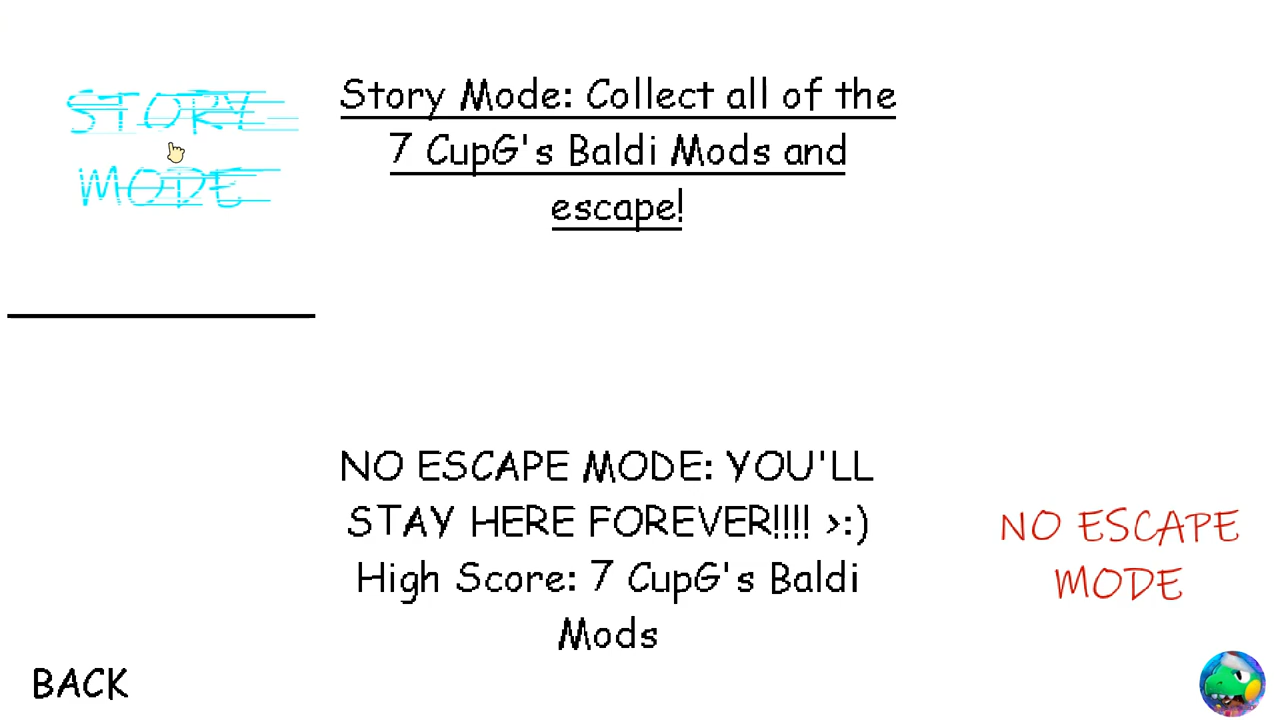 STORY
MODE
Story Mode: Collect all of the
7 CupG's Baldi Mods and
escape!
NO ESCAPE MODE: YOU'LL
STAY HERE FOREVER!!!! >:)
High Score: 7 CupG's Baldi
Mods
NO ESCAPE
MODE
BACK